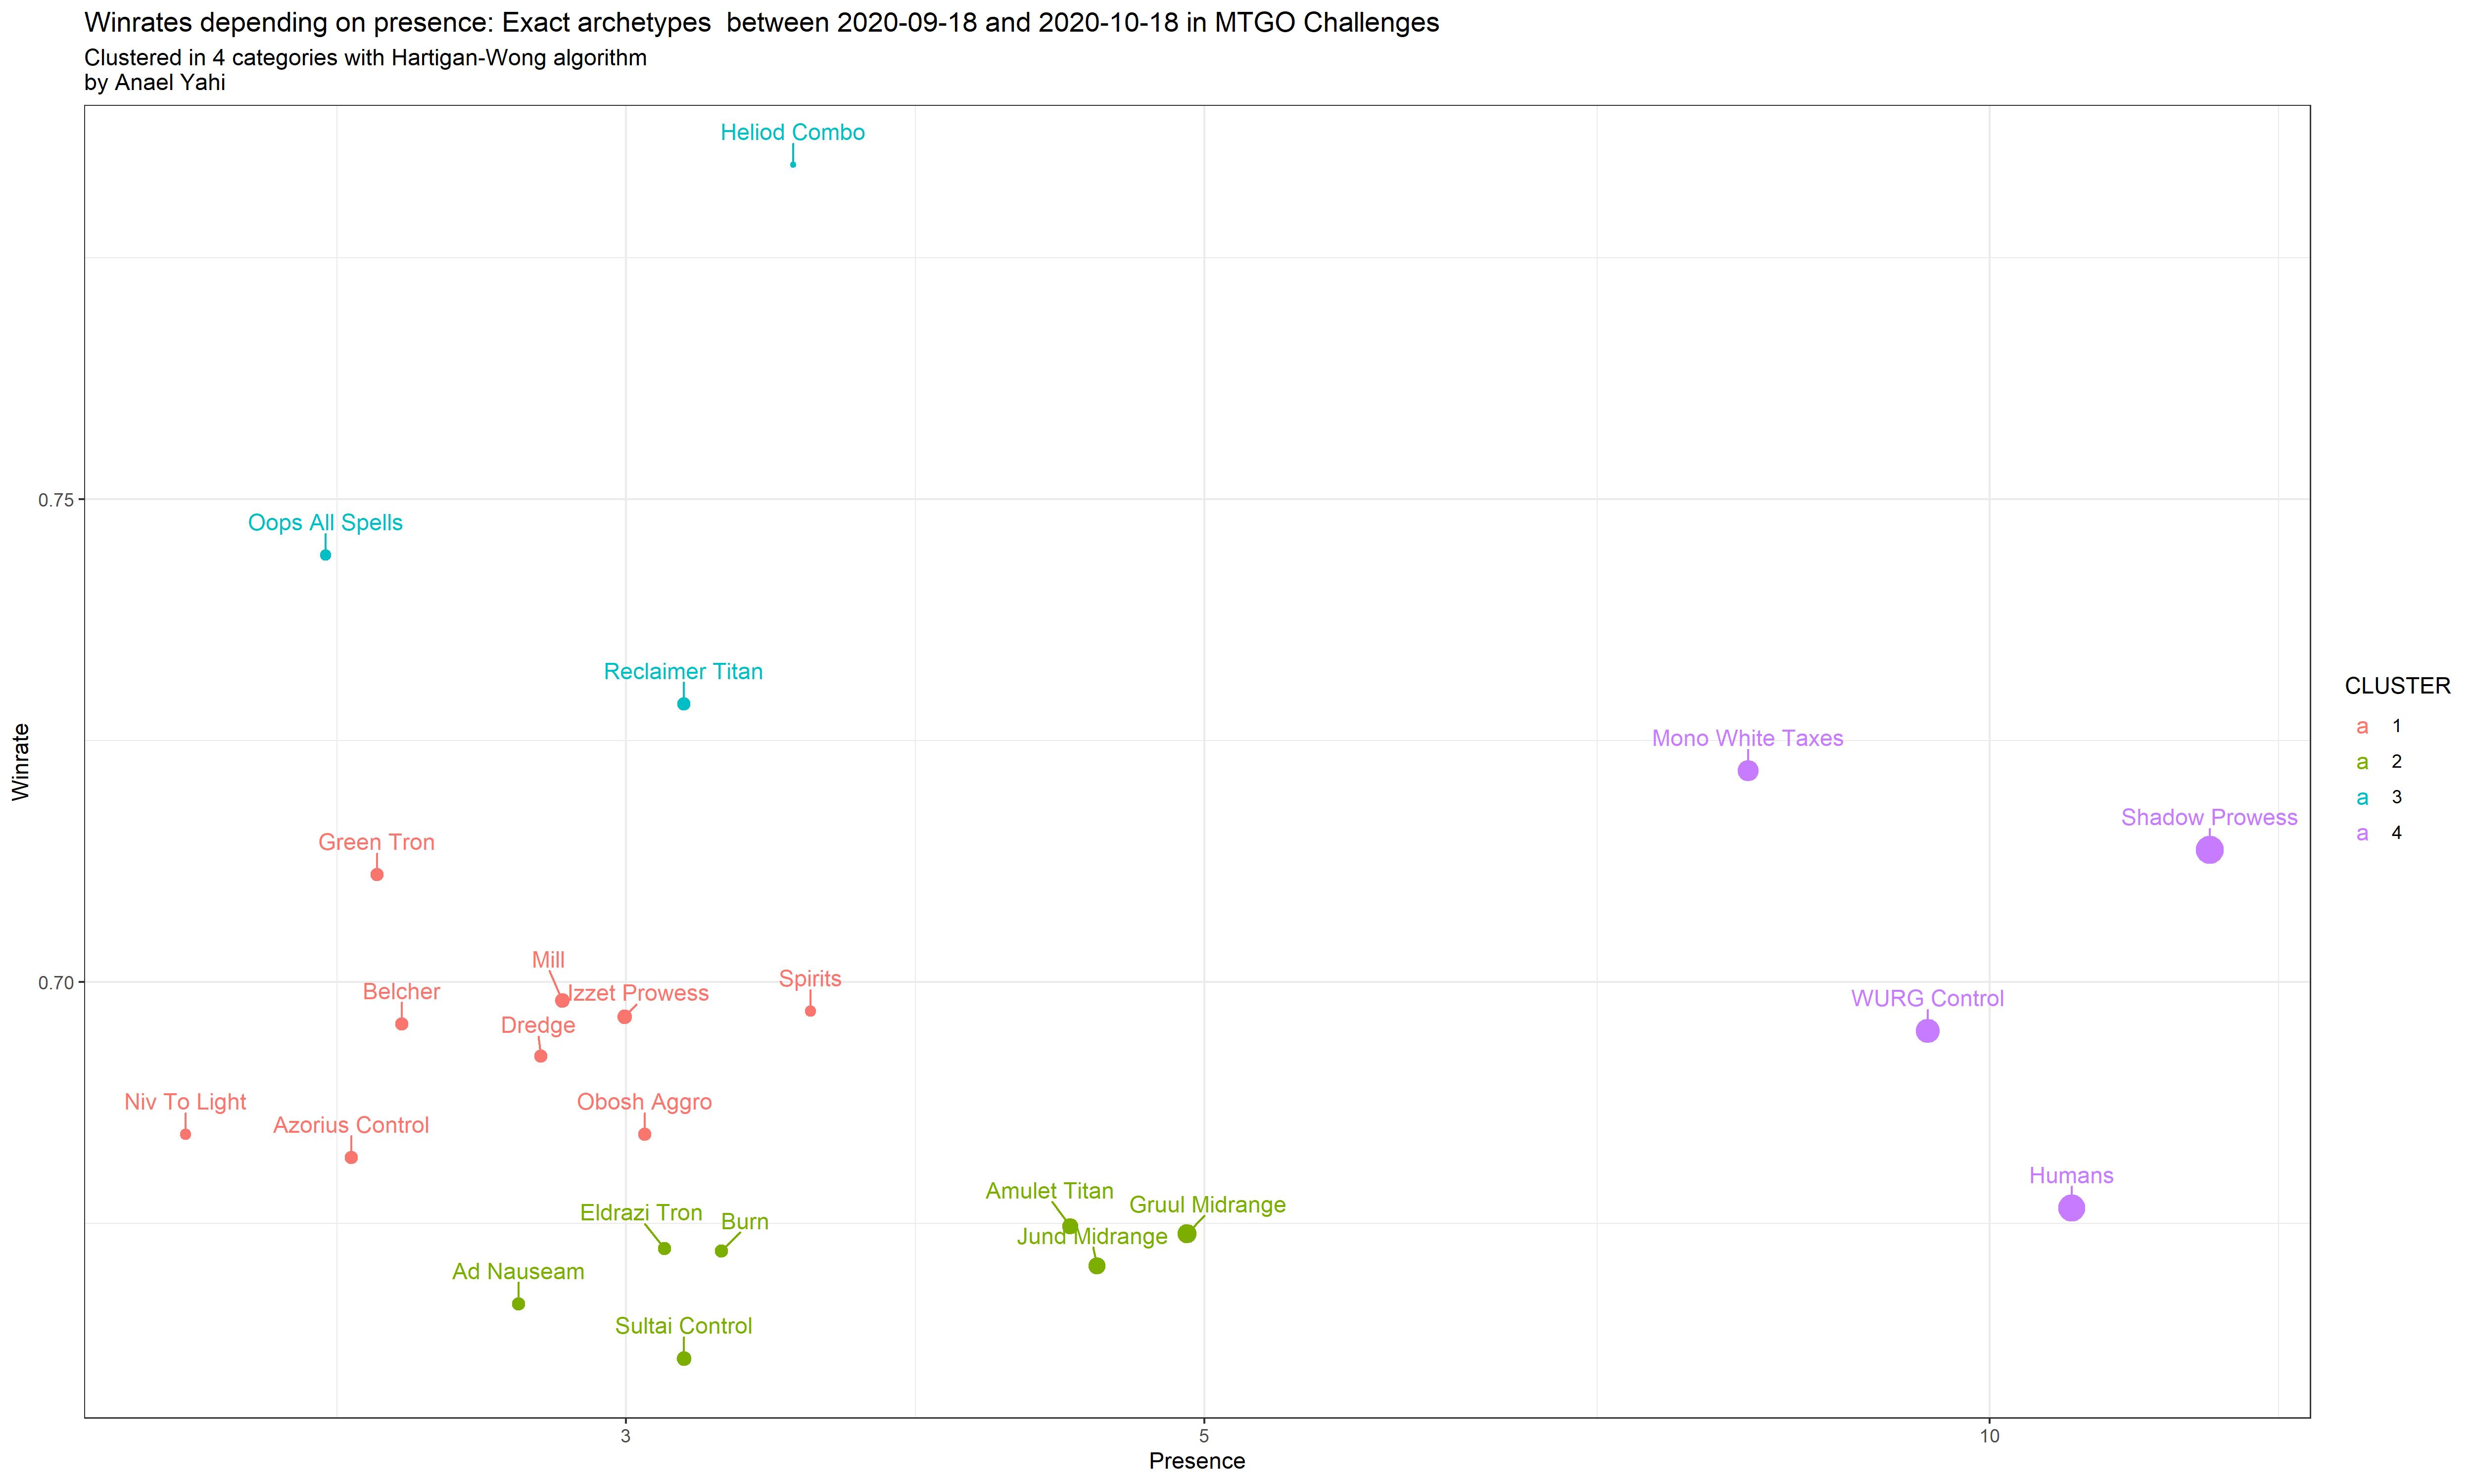 Winrates depending on presence: Exact archetypes  between 2020-09-18 and 2020-10-18 in MTGO Challenges
Clustered in 4 categories with Hartigan-Wong algorithm
by Anael Yahi
Heliod Combo
0.75
Oops All Spells
Reclaimer Titan
CLUSTER
a 1
a 2
a 3
a 4
Winrate
Mono White Taxes
Shadow Prowess
Green Tron
Mill
0.70
Spirits
Belcher
Izzet Prowess
WURG Control
Dredge
Niv To Light
Obosh Aggro
Azorius Control
Humans
Amulet Titan
Gruul Midrange
Eldrazi Tron
Burn
Jund Midrange
Ad Nauseam
Sultai Control
3
5
10
Presence